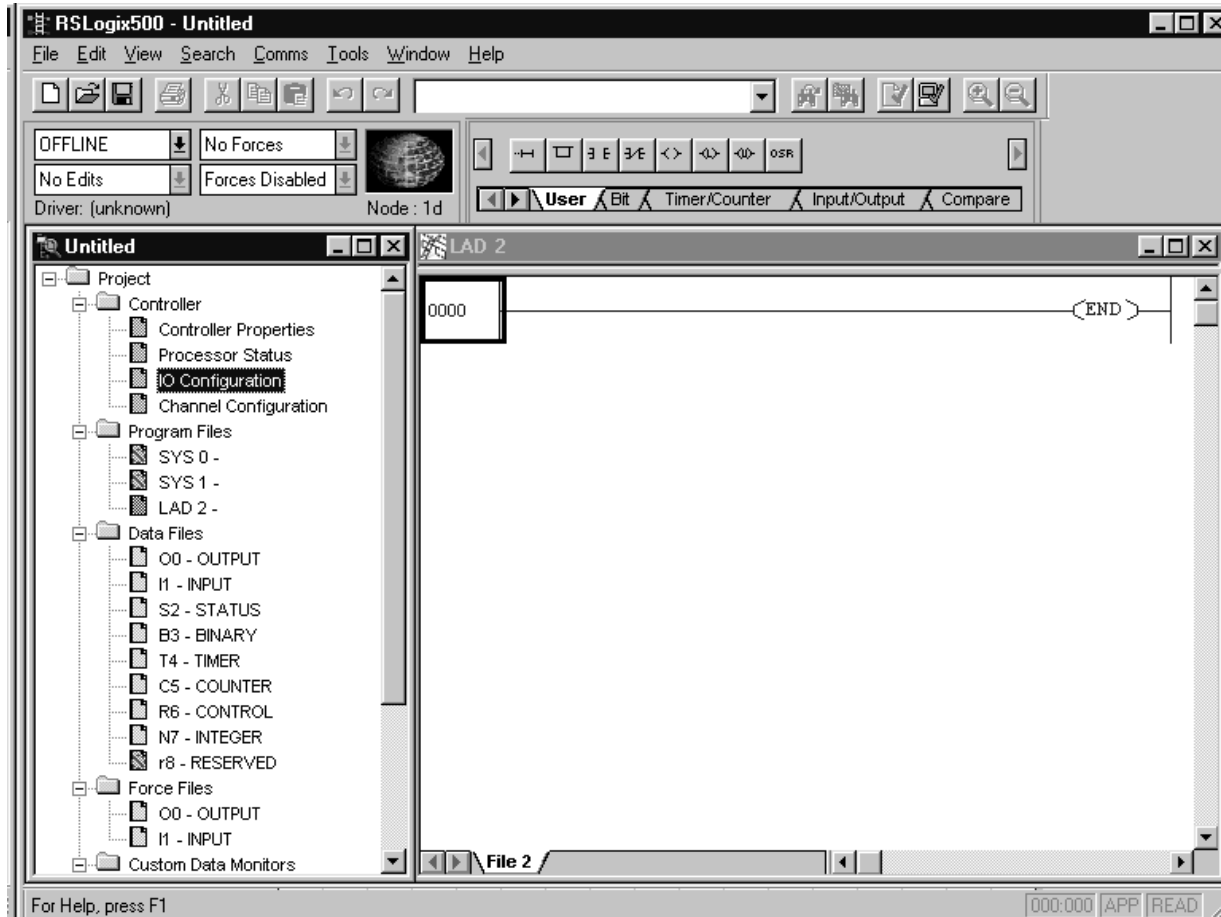 RSLogix500 - Untitled
File Edit View Search Comms Tools Window Help
OFFLINE No Forces
No Edits Forces Disabled
Driver: (unknown) Node : 1d
OSR
User Bit Timer/Counter Input/Output Compare
Untitled
Project
Controller
Controller Properties
Processor Status
IO Configuration
Channel Configuration
Program Files
SYS 0 -
SYS 1 -
LAD 2 -
Data Files
O0 - OUTPUT
I1 - INPUT
S2 - STATUS
B3 - BINARY
T4 - TIMER
C5 - COUNTER
R6 - CONTROL
N7 - INTEGER
r8 - RESERVED
Force Files
O0 - OUTPUT
I1 - INPUT
Custom Data Monitors
LAD 2
0000 END
File 2
For Help, press F1 000:000 APP READ